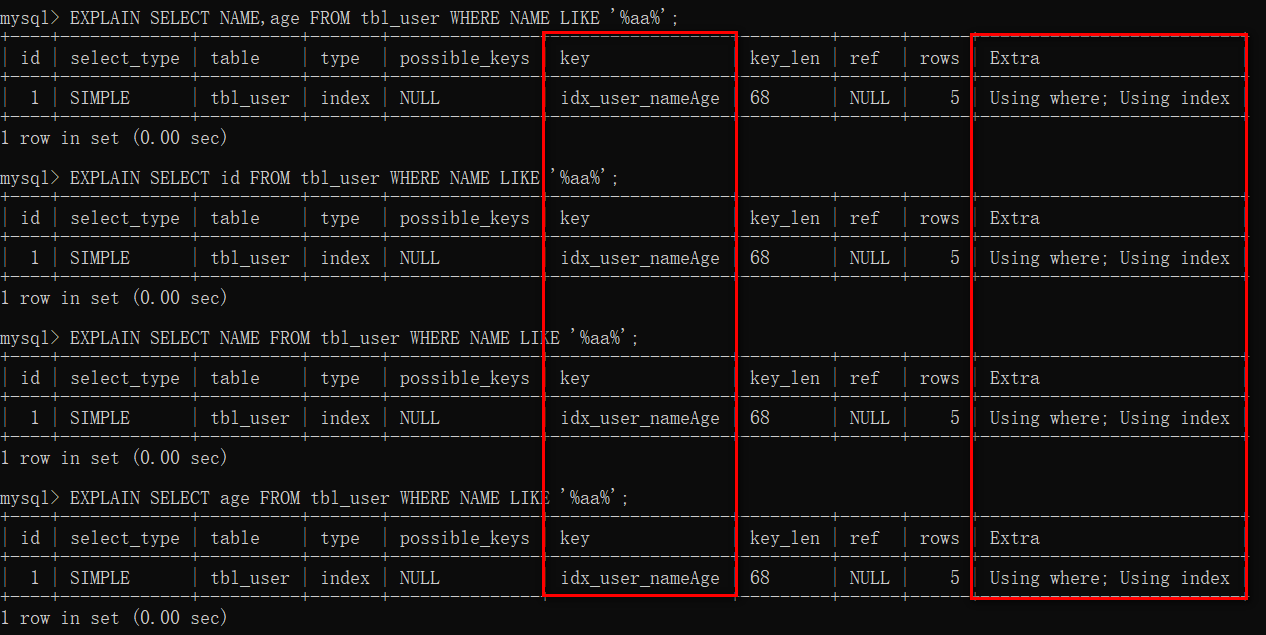 mysql> EXPLAIN SELECT NAME,age FROM tbl_user WHERE NAME LIKE '%aa%';
| id | select_type | table | type | possible_keys | key | key_len | ref | rows | Extra |
| 1 | SIMPLE | tbl_user | index | NULL | idx_user_nameAge | 68 | NULL | 5 | Using where; Using index |
1 row in set (0.00 sec)
mysql> EXPLAIN SELECT id FROM tbl_user WHERE NAME LIKE '%aa%';
| id | select_type | table | type | possible_keys | key | key_len | ref | rows | Extra |
| 1 | SIMPLE | tbl_user | index | NULL | idx_user_nameAge | 68 | NULL | 5 | Using where; Using index |
1 row in set (0.00 sec)
mysql> EXPLAIN SELECT NAME FROM tbl_user WHERE NAME LIKE '%aa%';
| id | select_type | table | type | possible_keys | key | key_len | ref | rows | Extra |
| 1 | SIMPLE | tbl_user | index | NULL | idx_user_nameAge | 68 | NULL | 5 | Using where; Using index |
1 row in set (0.00 sec)
mysql> EXPLAIN SELECT age FROM tbl_user WHERE NAME LIKE '%aa%';
| id | select_type | table | type | possible_keys | key | key_len | ref | rows | Extra |
| 1 | SIMPLE | tbl_user | index | NULL | idx_user_nameAge | 68 | NULL | 5 | Using where; Using index |
1 row in set (0.00 sec)